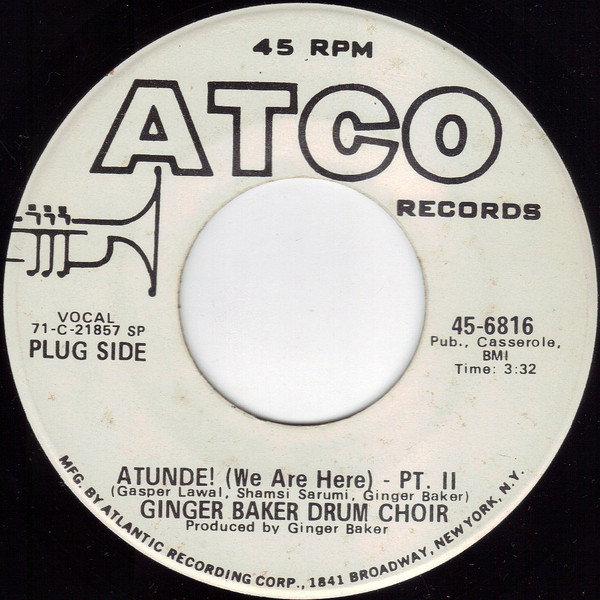 45 RPM
ATCO
RECORDS
VOCAL
71-C-21857 SP
PLUG SIDE
45-6816
Pub., Casserole,
BMI
Time: 3:32
ATUNDE! (We Are Here) - PT. II
(Gasper Lawal, Shamsi Sarumi, Ginger Baker)
GINGER BAKER DRUM CHOIR
Produced by Ginger Baker
MFG. BY ATLANTIC RECORDING CORP., 1841 BROADWAY, NEW YORK, N.Y.